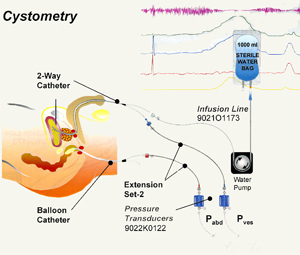 Cystometry
1000 ml
STERILE
WATER
BAG
2-Way
Catheter
Infusion Line
9021O1173
Water
Pump
Extension
Set-2
Balloon
Catheter
Pressure
Transducers
9022K0122
Pabd
Pves